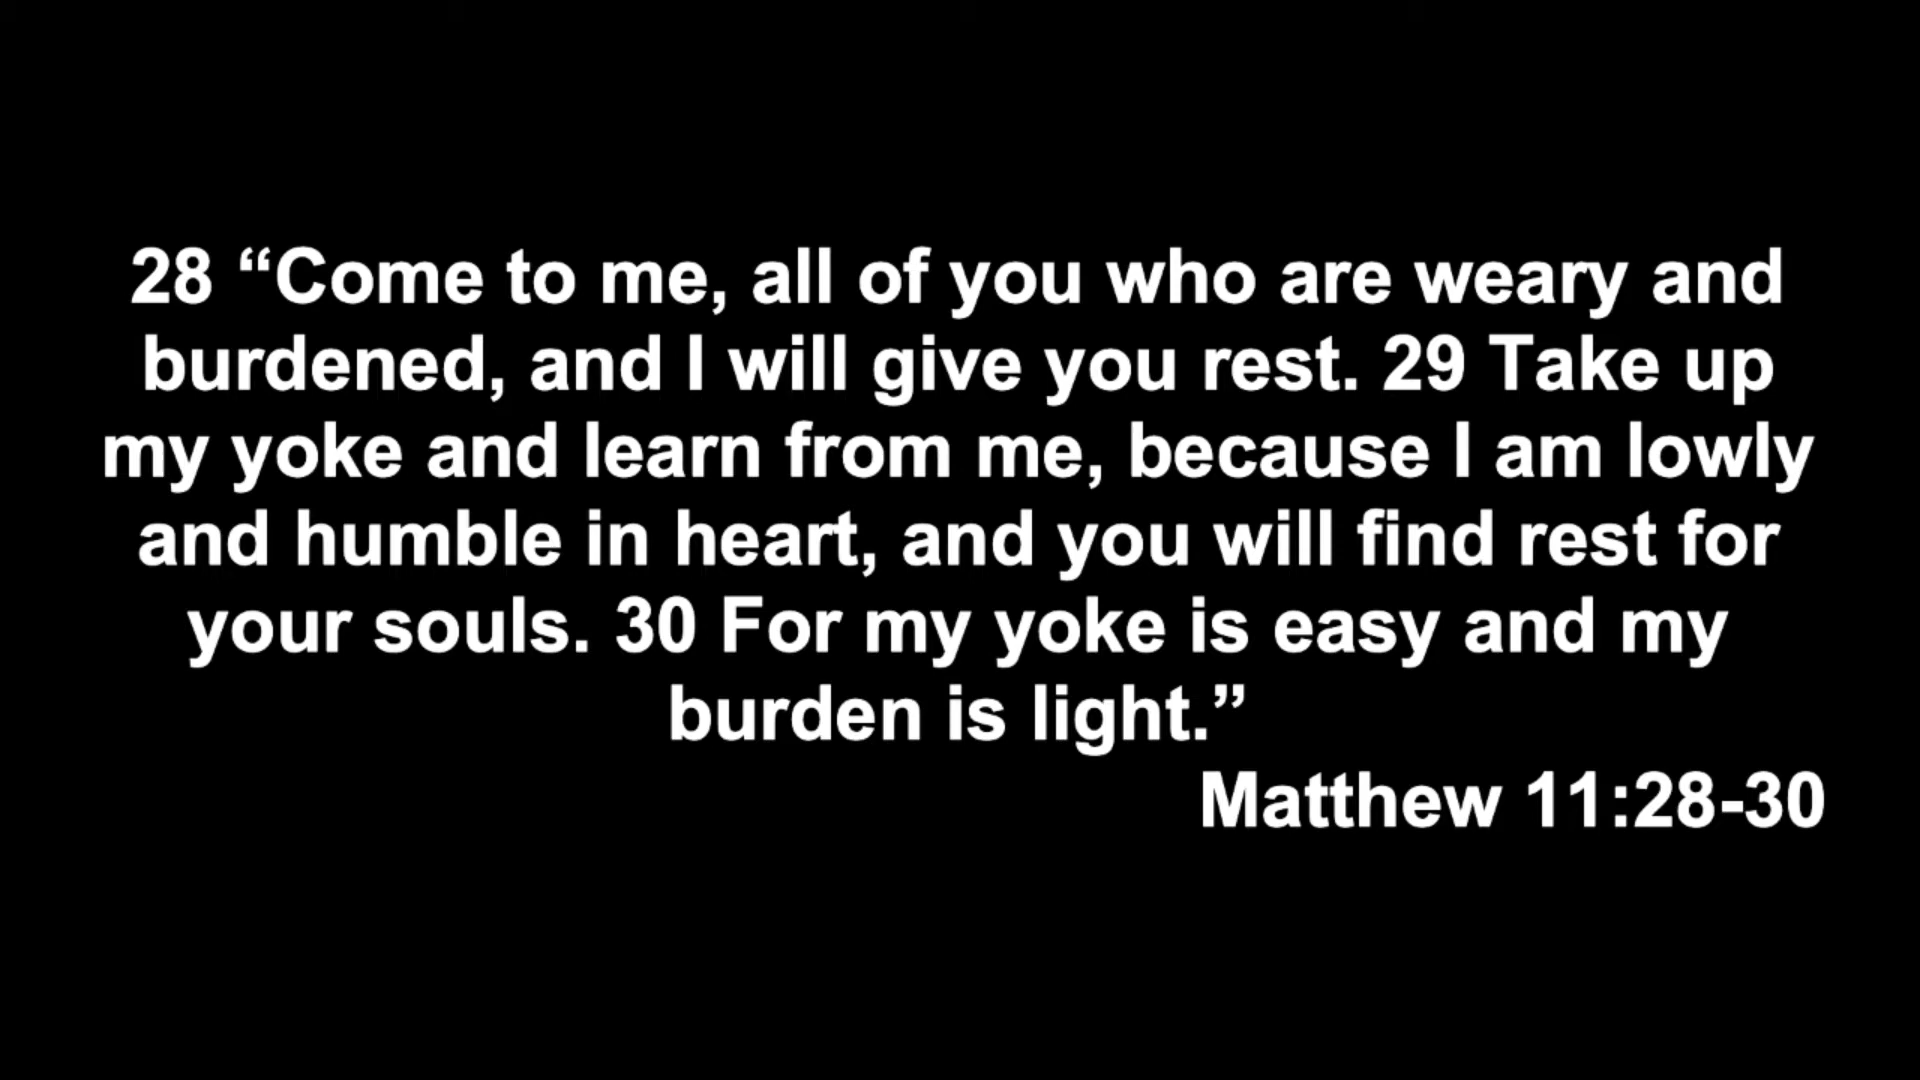 28 “Come to me, all of you who are weary and
burdened, and I will give you rest. 29 Take up
my yoke and learn from me, because I am lowly
and humble in heart, and you will find rest for
your souls. 30 For my yoke is easy and my
burden is light.”
Matthew 11:28-30